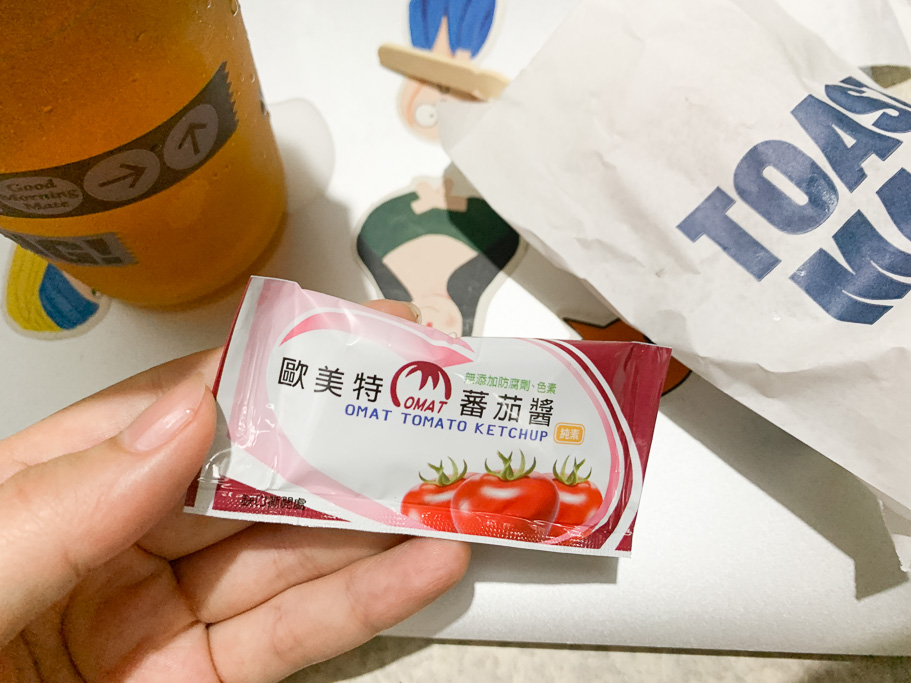 Good
Morning
Mate
TOAS
歐美特 OMAT 蕃茄醬
無添加防腐劑、色素
OMAT TOMATO KETCHUP
純素